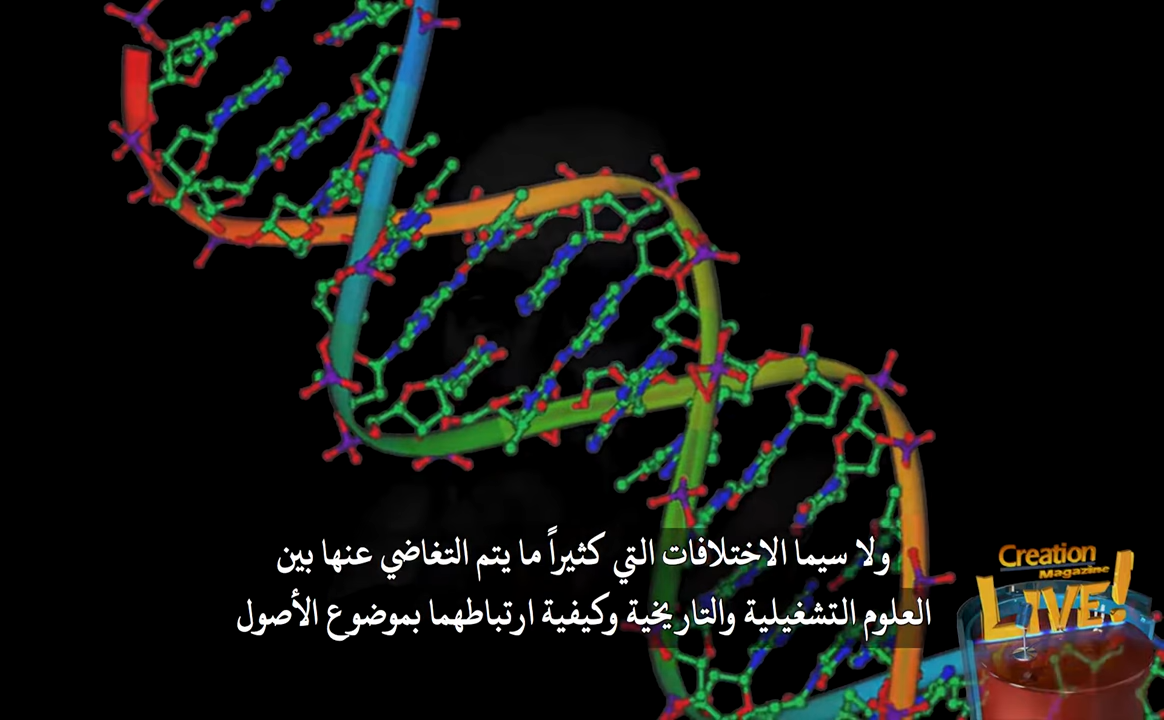 ولا سيما الاختلافات التي كثيراً ما يتم التغاضي عنها بين
العلوم التشغيلية والتاريخية وكيفية ارتباطهما بموضوع الأصول
Creation
Magazine
LIVE!